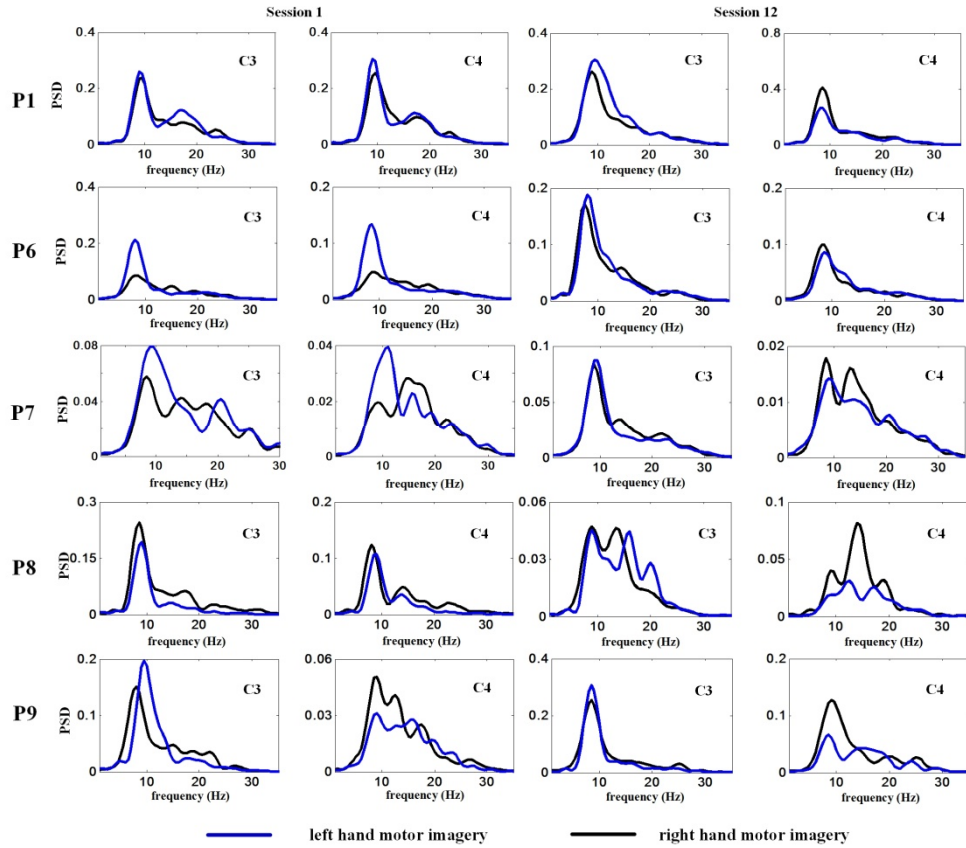 Session 1 Session 12
P1
PSD
0.4 0.2 0
10 20 30
frequency (Hz)
C3
0.4 0.2 0
10 20 30
frequency (Hz)
C4
0.4 0.2 0
10 20 30
frequency (Hz)
C3
0.8 0.4 0
10 20 30
frequency (Hz)
C4
P6
PSD
0.4 0.2 0
10 20 30
frequency (Hz)
C3
0.2 0.1 0
10 20 30
frequency (Hz)
C4
0.2 0.1 0
10 20 30
frequency (Hz)
C3
0.2 0.1 0
10 20 30
frequency (Hz)
C4
P7
PSD
0.08 0.04 0
10 20 30
frequency (Hz)
C3
0.04 0.02 0
10 20 30
frequency (Hz)
C4
0.1 0.05 0
10 20 30
frequency (Hz)
C3
0.02 0.01 0
10 20 30
frequency (Hz)
C4
P8
PSD
0.3 0.15 0
10 20 30
frequency (Hz)
C3
0.2 0.1 0
10 20 30
frequency (Hz)
C4
0.06 0.03 0
10 20 30
frequency (Hz)
C3
0.1 0.05 0
10 20 30
frequency (Hz)
C4
P9
PSD
0.2 0.1 0
10 20 30
frequency (Hz)
C3
0.06 0.03 0
10 20 30
frequency (Hz)
C4
0.4 0.2 0
10 20 30
frequency (Hz)
C3
0.2 0.1 0
10 20 30
frequency (Hz)
C4
left hand motor imagery right hand motor imagery